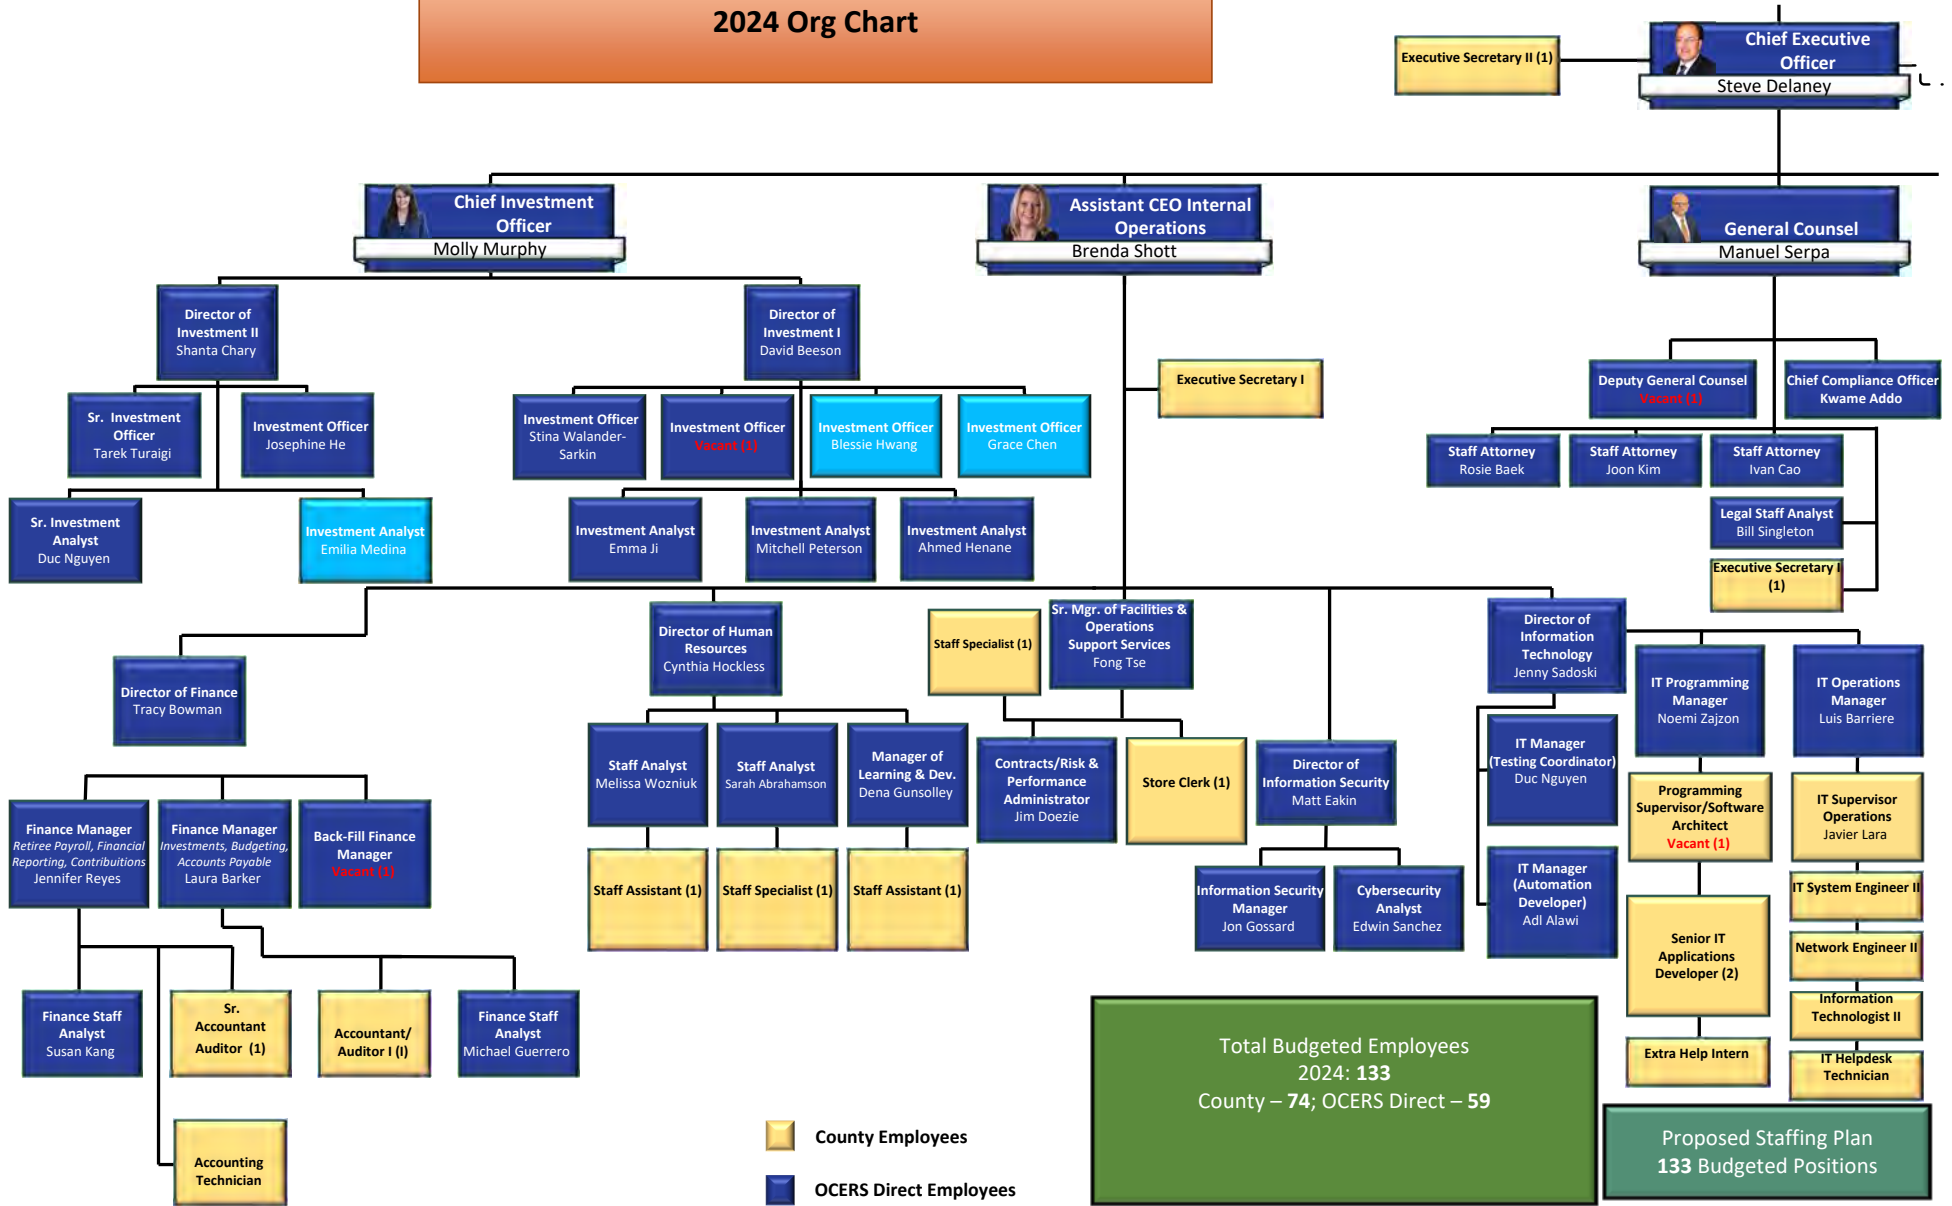 2024 Org Chart
Executive Secretary II (1)
Chief Executive
Officer
Steve Delaney
Chief Investment
Officer
Molly Murphy
Assistant CEO Internal
Operations
Brenda Shott
General Counsel
Manuel Serpa
Director of
Investment II
Shanta Chary
Director of
Investment I
David Beeson
Executive Secretary I
Deputy General Counsel
Vacant (1)
Chief Compliance Officer
Kwame Addo
Sr. Investment
Officer
Tarek Turaigi
Investment Officer
Josephine He
Investment Officer
Stina Walander-
Sarkin
Investment Officer
Vacant (1)
Investment Officer
Blessie Hwang
Investment Officer
Grace Chen
Staff Attorney
Rosie Baek
Staff Attorney
Joon Kim
Staff Attorney
Ivan Cao
Sr. Investment
Analyst
Duc Nguyen
Investment Analyst
Emilia Medina
Investment Analyst
Emma Ji
Investment Analyst
Mitchell Peterson
Investment Analyst
Ahmed Henane
Legal Staff Analyst
Bill Singleton
Executive Secretary I
(1)
Director of Finance
Tracy Bowman
Director of Human
Resources
Cynthia Hockless
Staff Specialist (1)
Sr. Mgr. of Facilities &
Operations
Support Services
Fong Tse
Director of
Information
Technology
Jenny Sadoski
IT Programming
Manager
Noemi Zajzon
IT Operations
Manager
Luis Barriere
Staff Analyst
Melissa Wozniuk
Staff Analyst
Sarah Abrahamson
Manager of
Learning & Dev.
Dena Gunsolley
Contracts/Risk &
Performance
Administrator
Jim Doezie
Store Clerk (1)
Director of
Information Security
Matt Eakin
IT Manager
(Testing Coordinator)
Duc Nguyen
Programming
Supervisor/Software
Architect
Vacant (1)
IT Supervisor
Operations
Javier Lara
Finance Manager
Retiree Payroll, Financial
Reporting, Contribuitions
Jennifer Reyes
Finance Manager
Investments, Budgeting,
Accounts Payable
Laura Barker
Back-Fill Finance
Manager
Vacant (1)
Staff Assistant (1)
Staff Specialist (1)
Staff Assistant (1)
Information Security
Manager
Jon Gossard
Cybersecurity
Analyst
Edwin Sanchez
IT Manager
(Automation
Developer)
Adl Alawi
IT System Engineer II
Senior IT
Applications
Developer (2)
Network Engineer II
Information
Technologist II
Extra Help Intern
IT Helpdesk
Technician
Finance Staff
Analyst
Susan Kang
Sr.
Accountant
Auditor (1)
Accountant/
Auditor I (I)
Finance Staff
Analyst
Michael Guerrero
Accounting
Technician
County Employees
OCERS Direct Employees
Total Budgeted Employees
2024: 133
County – 74; OCERS Direct – 59
Proposed Staffing Plan
133 Budgeted Positions